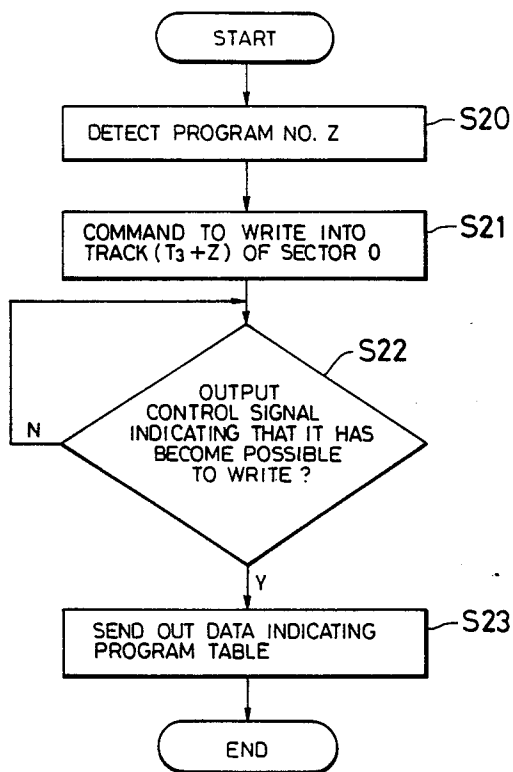 START
DETECT PROGRAM NO. Z
S20
COMMAND TO WRITE INTO
TRACK (T₃+Z) OF SECTOR 0
S21
S22
OUTPUT
CONTROL SIGNAL
INDICATING THAT IT HAS
BECOME POSSIBLE
TO WRITE ?
N
Y
SEND OUT DATA INDICATING
PROGRAM TABLE
S23
END